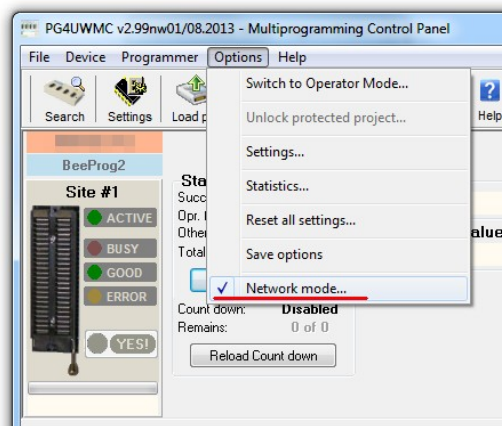 PG4UWMC v2.99nw01/08.2013 - Multiprogramming Control Panel
File Device Programmer Options Help
Search Settings Load p Help
Switch to Operator Mode...
Unlock protected project...
Settings...
Statistics...
Reset all settings...
Save options
Network mode...
BeeProg2
Site #1
ACTIVE
BUSY
GOOD
ERROR
YES!
Sta
Succ
Opr.
Other
Total
alue
Count down: Disabled
Remains: 0 of 0
Reload Count down